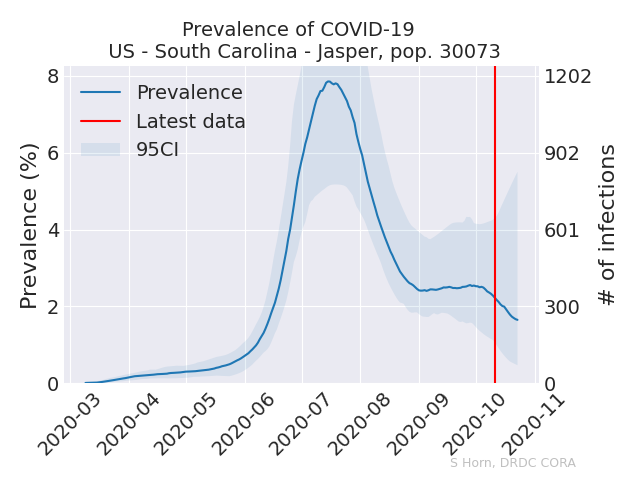 Prevalence of COVID-19
US - South Carolina - Jasper, pop. 30073
Prevalence
Latest data
95CI
Prevalence (%)
8
6
4
2
0
1202
902
601
300
0
# of infections
2020-03
2020-04
2020-05
2020-06
2020-07
2020-08
2020-09
2020-10
2020-11
S Horn, DRDC CORA